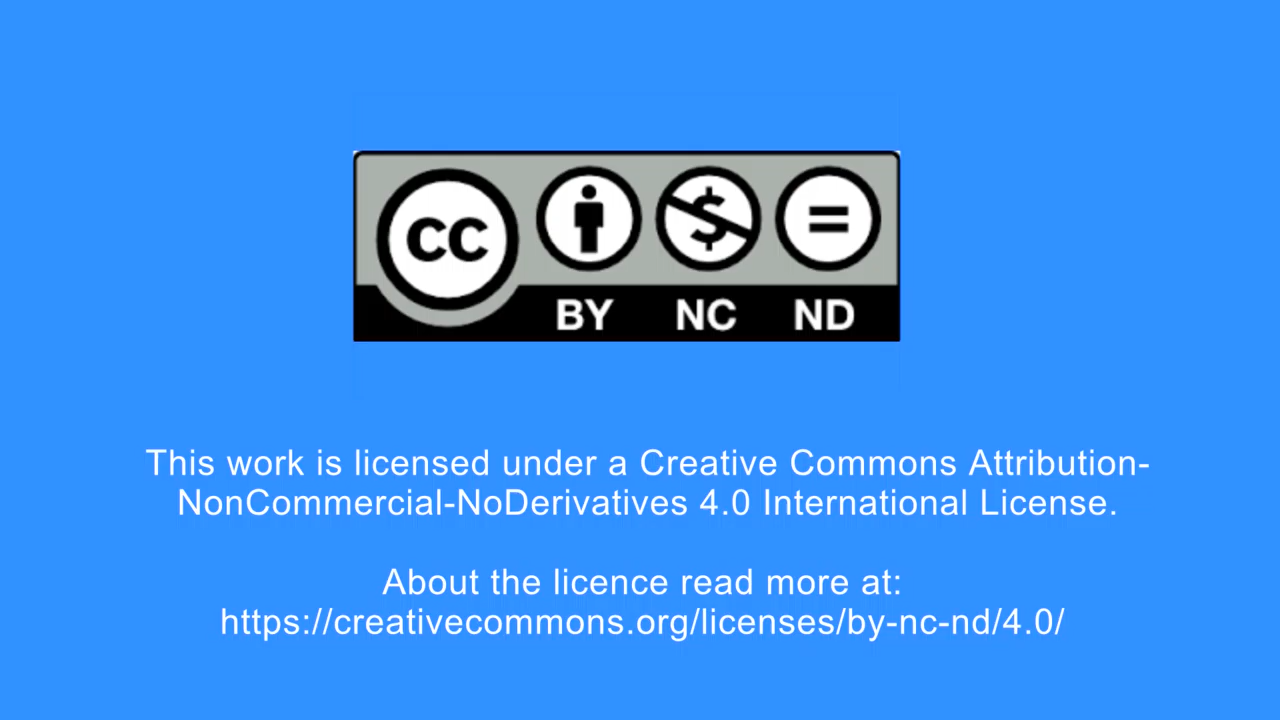 CC
BY NC ND
This work is licensed under a Creative Commons Attribution-
NonCommercial-NoDerivatives 4.0 International License.
About the licence read more at:
https://creativecommons.org/licenses/by-nc-nd/4.0/